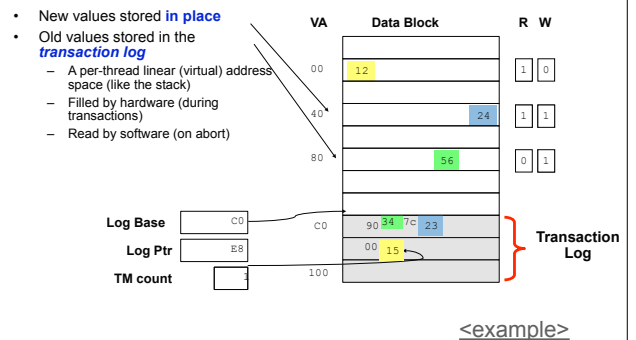 • New values stored in place
• Old values stored in the
transaction log
– A per-thread linear (virtual) address
space (like the stack)
– Filled by hardware (during
transactions)
– Read by software (on abort)
VA Data Block R W
00 12 1 0
40 24 1 1
80 56 0 1
Log Base C0 C0 90 34 7c 23
Log Ptr E8 00 15
TM count 1 100
Transaction
Log
<example>